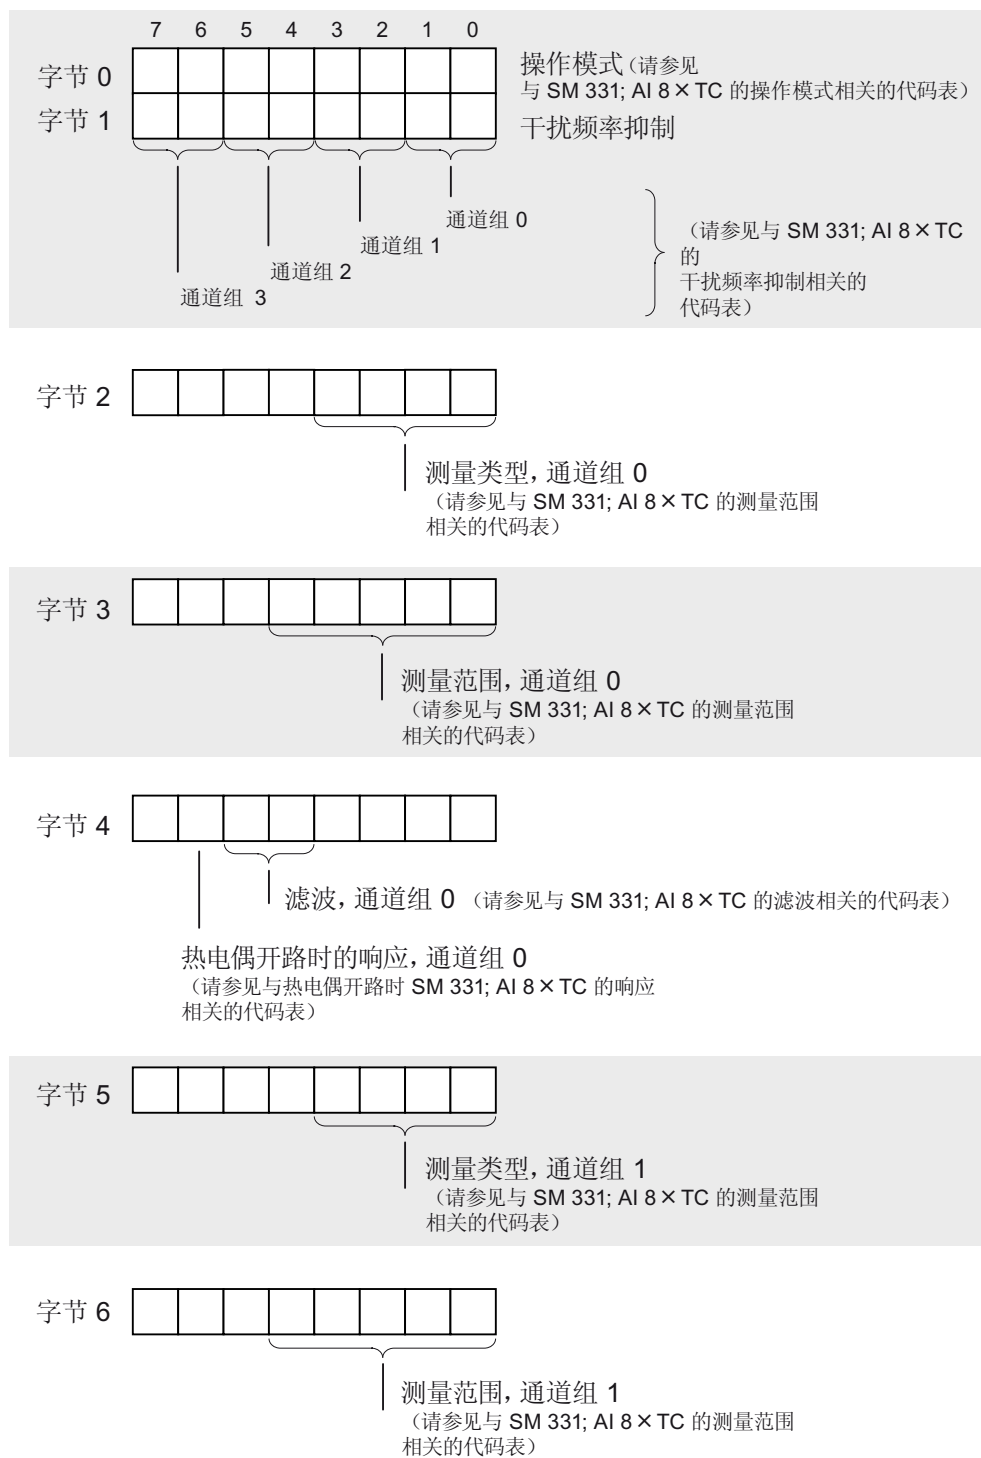 7 6 5 4 3 2 1 0
字节 0
操作模式（请参见
与 SM 331; AI 8×TC 的操作模式相关的代码表）
字节 1
干扰频率抑制
通道组 0
通道组 1
通道组 2
通道组 3
（请参见与 SM 331; AI 8×TC
的
干扰频率抑制相关的
代码表）
字节 2
测量类型，通道组 0
（请参见与 SM 331; AI 8×TC 的测量范围
相关的代码表）
字节 3
测量范围，通道组 0
（请参见与 SM 331; AI 8×TC 的测量范围
相关的代码表）
字节 4
滤波，通道组 0（请参见与 SM 331; AI 8×TC 的滤波相关的代码表）
热电偶开路时的响应，通道组 0
（请参见与热电偶开路时 SM 331; AI 8×TC 的响应
相关的代码表）
字节 5
测量类型，通道组 1
（请参见与 SM 331; AI 8×TC 的测量范围
相关的代码表）
字节 6
测量范围，通道组 1
（请参见与 SM 331; AI 8×TC 的测量范围
相关的代码表）